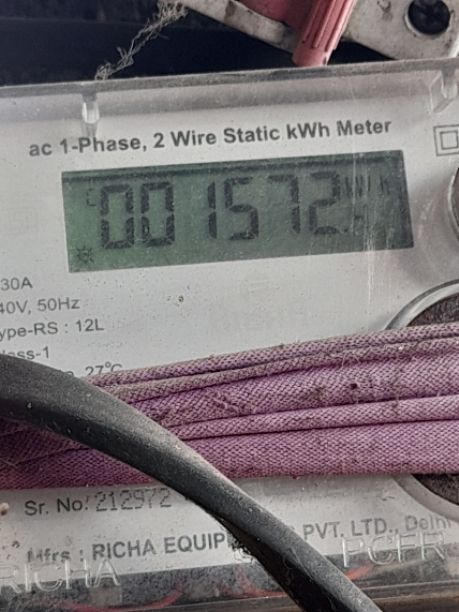 ac 1-Phase, 2 Wire Static kWh Meter
001572.
30A
40V, 50Hz
ype-RS : 12L
lass-1
27°C
Sr. No: 212972
Mfrs : RICHA EQUIP PVT. LTD., Delhi
RICHA